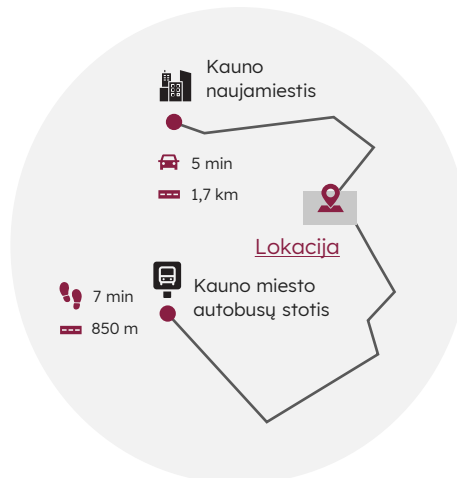 Kauno
naujamiestis
5 min
1,7 km
Lokacija
Kauno miesto
autobusų stotis
7 min
850 m